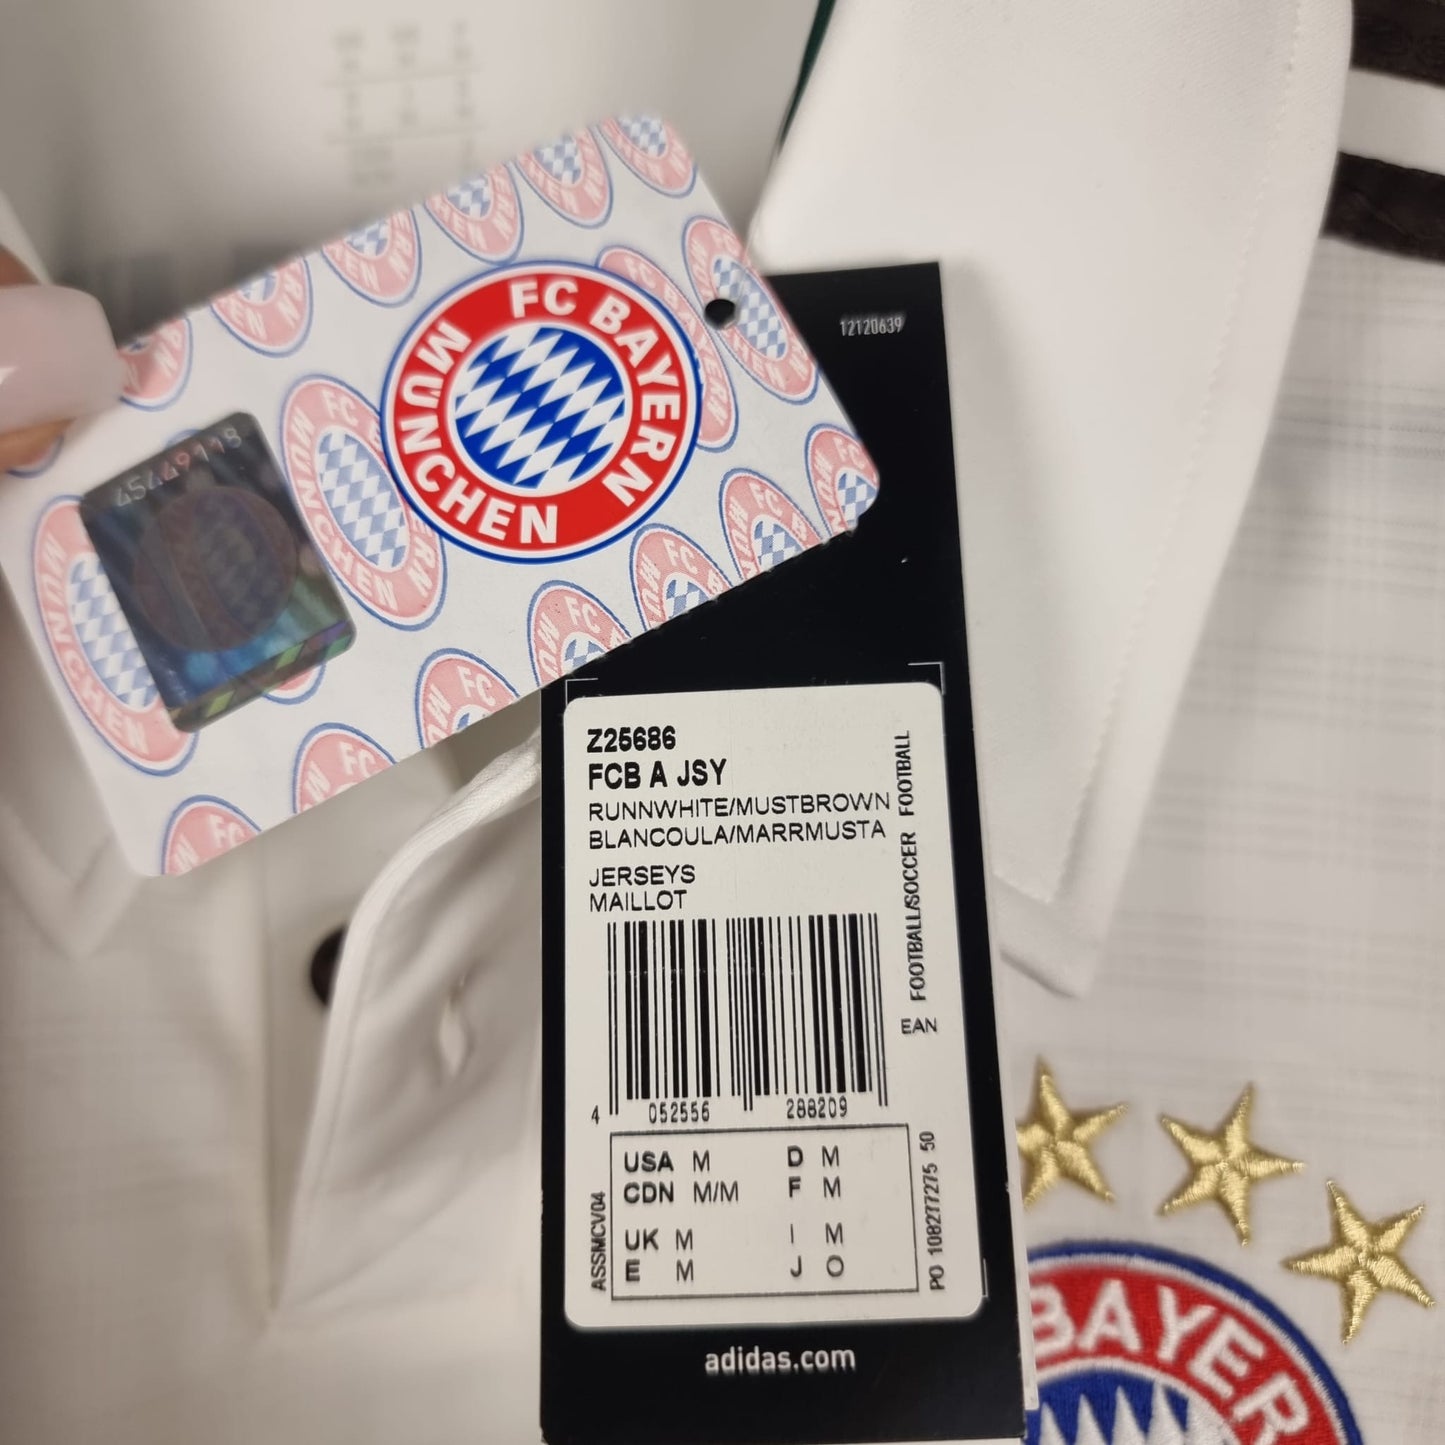 FC BAYERN
MÜNCHEN
45449118
12120639
Z25686
FCB A JSY
RUNNWHITE/MUSTBROWN
BLANCOULA/MARRMUSTA
JERSEYS
MAILLOT
FOOTBALL/SOCCER FOOTBALL
EAN
4 052556 288209
USA M D M
CDN M/M F M
UK M I M
E M J O
ASSMCV04
PO 108277275 50
adidas.com
BAYER